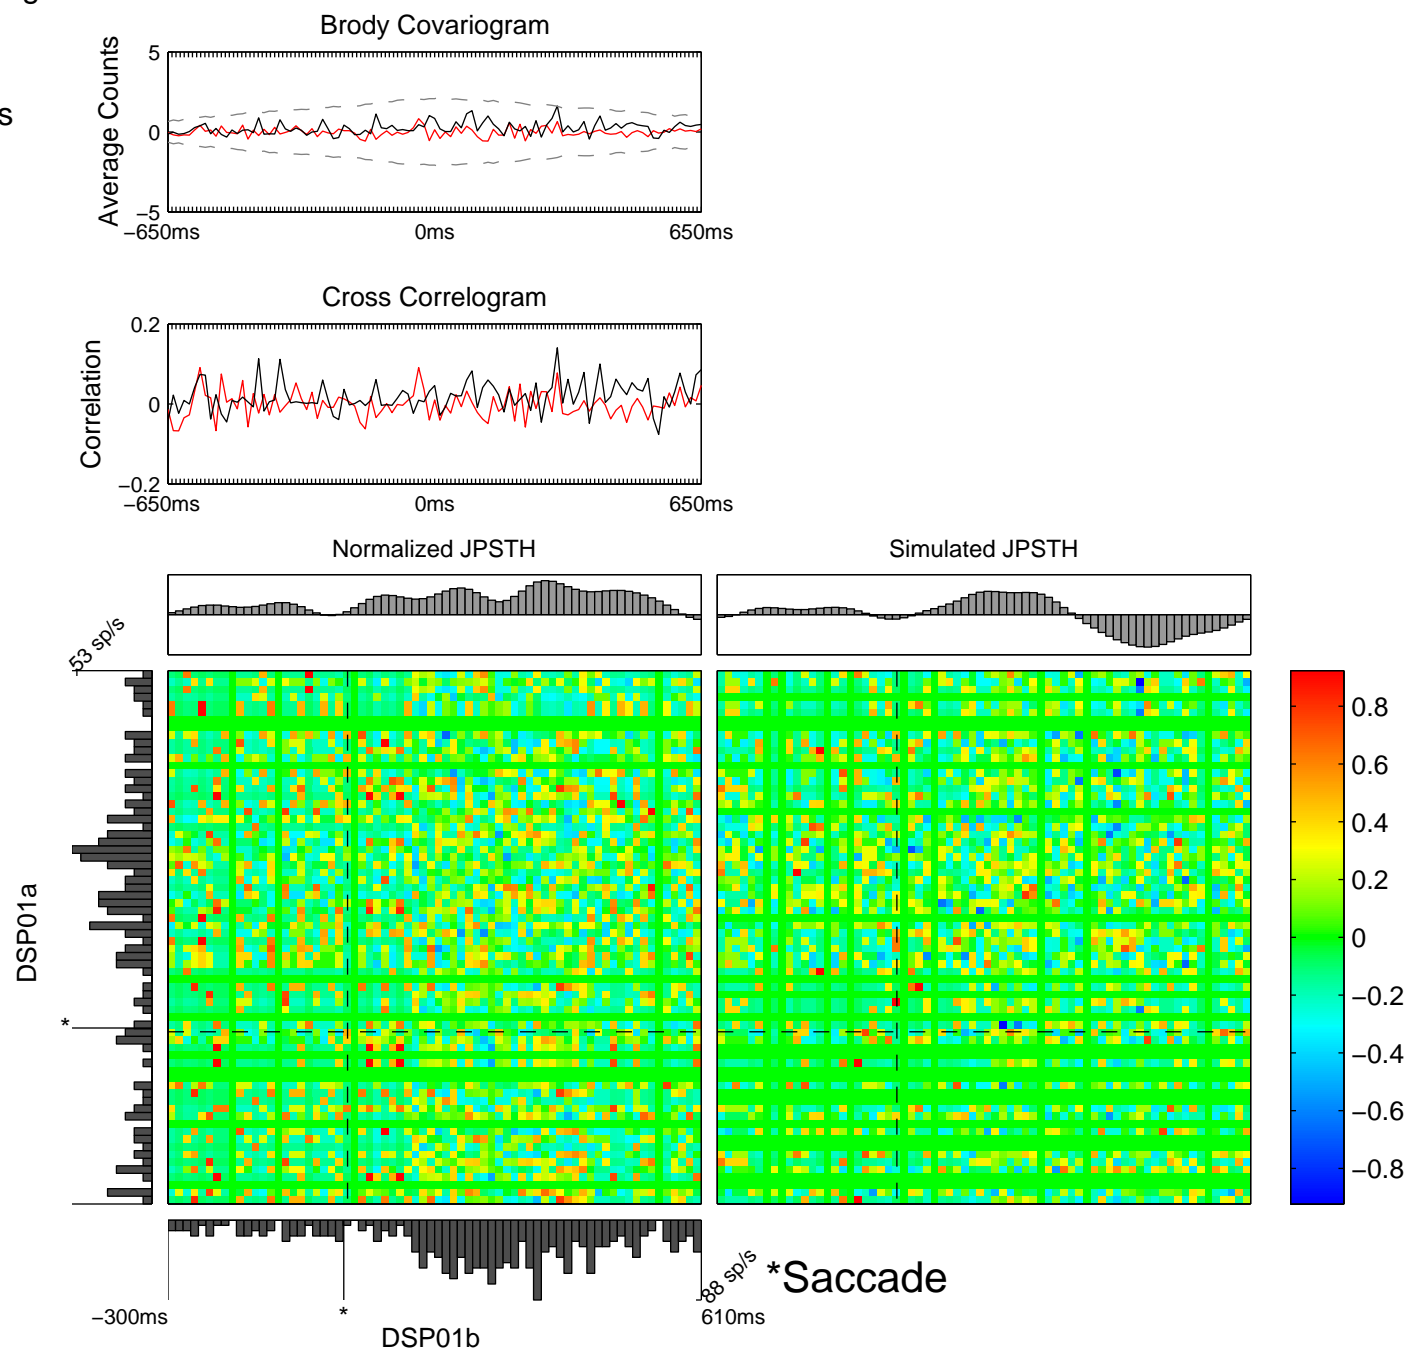 g
s
Brody Covariogram
Average Counts
5
0
−5
−650ms
0ms
650ms
Cross Correlogram
Correlation
0.2
0
−0.2
−650ms
0ms
650ms
Normalized JPSTH
Simulated JPSTH
53 sp/s
DSP01a
*
0.8
0.6
0.4
0.2
0
−0.2
−0.4
−0.6
−0.8
88 sp/s
*Saccade
−300ms
*
610ms
DSP01b